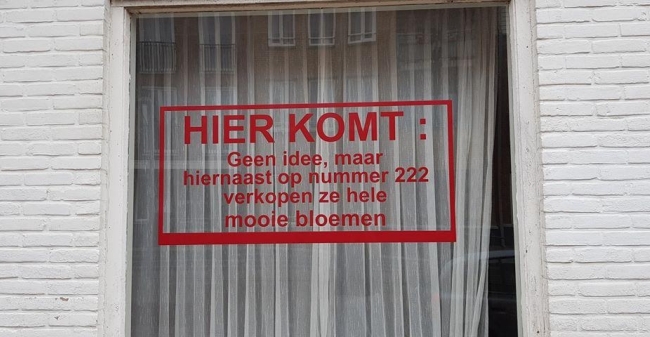 HIER KOMT :
Geen idee, maar
hiernaast op nummer 222
verkopen ze hele
mooie bloemen